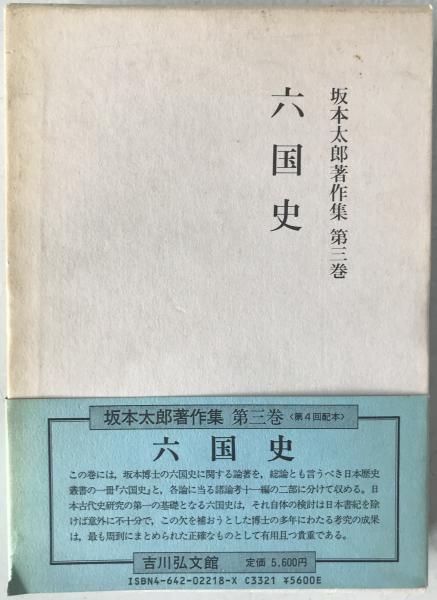 坂本太郎著作集 第三巻
六国史
坂本太郎著作集 第三巻〈第4回配本〉
六国史
この巻には，坂本博士の六国史に関する論著を，総論とも言うべき日本歴史
叢書の一冊『六国史』と，各論に当る諸論考十一編の二部に分けて収める。日
本古代史研究の第一の基礎となる六国史は，それ自体の検討は日本書紀を除
けば意外に不十分で，この欠を補おうとした博士の多年にわたる考究の成果
は，最も周到にまとめられた正確なものとして有用且つ貴重である。
吉川弘文館 定価 5,600円
ISBN4-642-02218-X C3321 ¥5600E